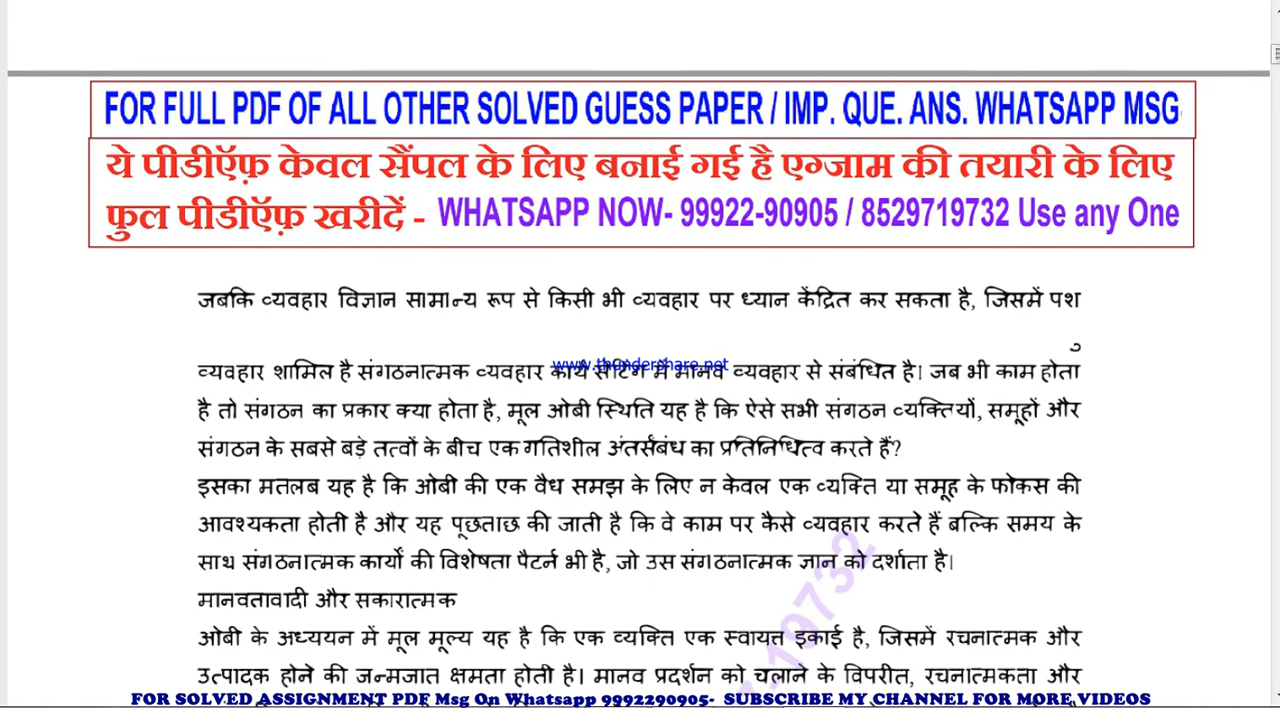 FOR FULL PDF OF ALL OTHER SOLVED GUESS PAPER / IMP. QUE. ANS. WHATSAPP MSG
ये पीडीऍफ़ केवल सैंपल के लिए बनाई गई है एग्जाम की तयारी के लिए
फुल पीडीऍफ़ खरीदें - WHATSAPP NOW- 99922-90905 / 8529719732 Use any One
जबकि व्यवहार विज्ञान सामान्य रूप से किसी भी व्यवहार पर ध्यान केंद्रित कर सकता है, जिसमें पशु
व्यवहार शामिल है संगठनात्मक व्यवहार कार्य सेटिंग में मानव व्यवहार से संबंधित है। जब भी काम होता
www.thundershare.net
है तो संगठन का प्रकार क्या होता है, मूल ओबी स्थिति यह है कि ऐसे सभी संगठन व्यक्तियों, समूहों और
संगठन के सबसे बड़े तत्वों के बीच एक गतिशील अंतर्संबंध का प्रतिनिधित्व करते हैं?
इसका मतलब यह है कि ओबी की एक वैध समझ के लिए न केवल एक व्यक्ति या समूह के फोकस की
आवश्यकता होती है और यह पूछताछ की जाती है कि वे काम पर कैसे व्यवहार करते हैं बल्कि समय के
साथ संगठनात्मक कार्यों की विशेषता पैटर्न भी है, जो उस संगठनात्मक ज्ञान को दर्शाता है।
मानवतावादी और सकारात्मक
ओबी के अध्ययन में मूल मूल्य यह है कि एक व्यक्ति एक स्वायत्त इकाई है, जिसमें रचनात्मक और
उत्पादक होने की जन्मजात क्षमता होती है। मानव प्रदर्शन को चलाने के विपरीत, रचनात्मकता और
19732
FOR SOLVED ASSIGNMENT PDF Msg On Whatsapp 9992290905- SUBSCRIBE MY CHANNEL FOR MORE VIDEOS